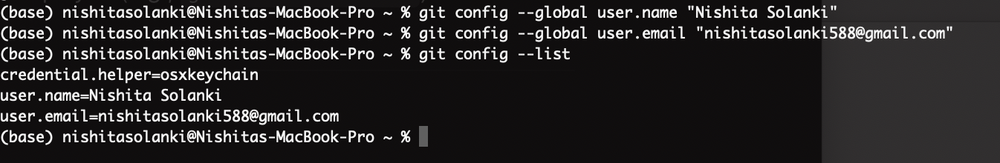 (base) nishitasolanki@Nishitas-MacBook-Pro ~ % git config --global user.name "Nishita Solanki"
(base) nishitasolanki@Nishitas-MacBook-Pro ~ % git config --global user.email "nishitasolanki588@gmail.com"
(base) nishitasolanki@Nishitas-MacBook-Pro ~ % git config --list
credential.helper=osxkeychain
user.name=Nishita Solanki
user.email=nishitasolanki588@gmail.com
(base) nishitasolanki@Nishitas-MacBook-Pro ~ %